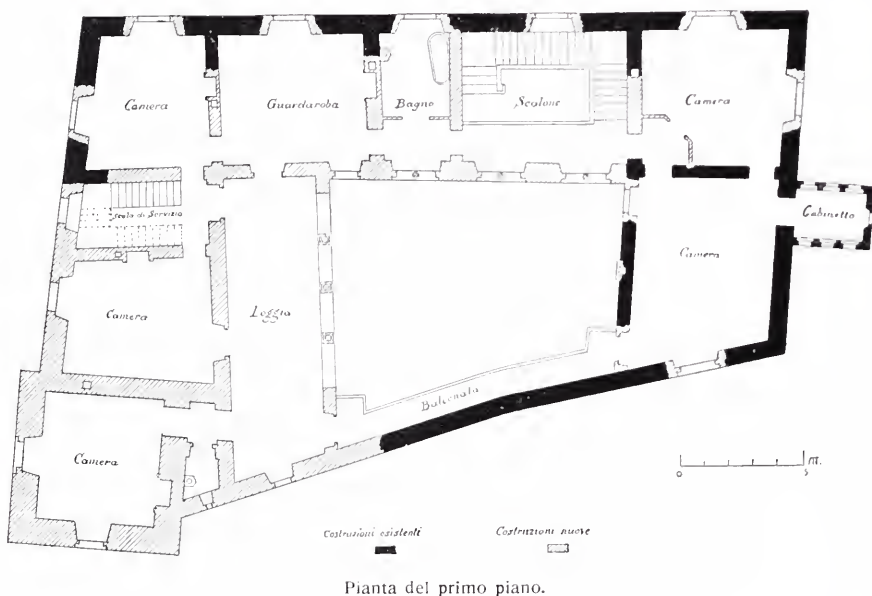 Camera
Guardaroba
Bagno
Scalone
Camera
Scala di Servizio
Gabinetto
Camera
Loggia
Camera
Balconata
Camera
m.
0 5
Costruzioni esistenti
Costruzioni nuove
Pianta del primo piano.